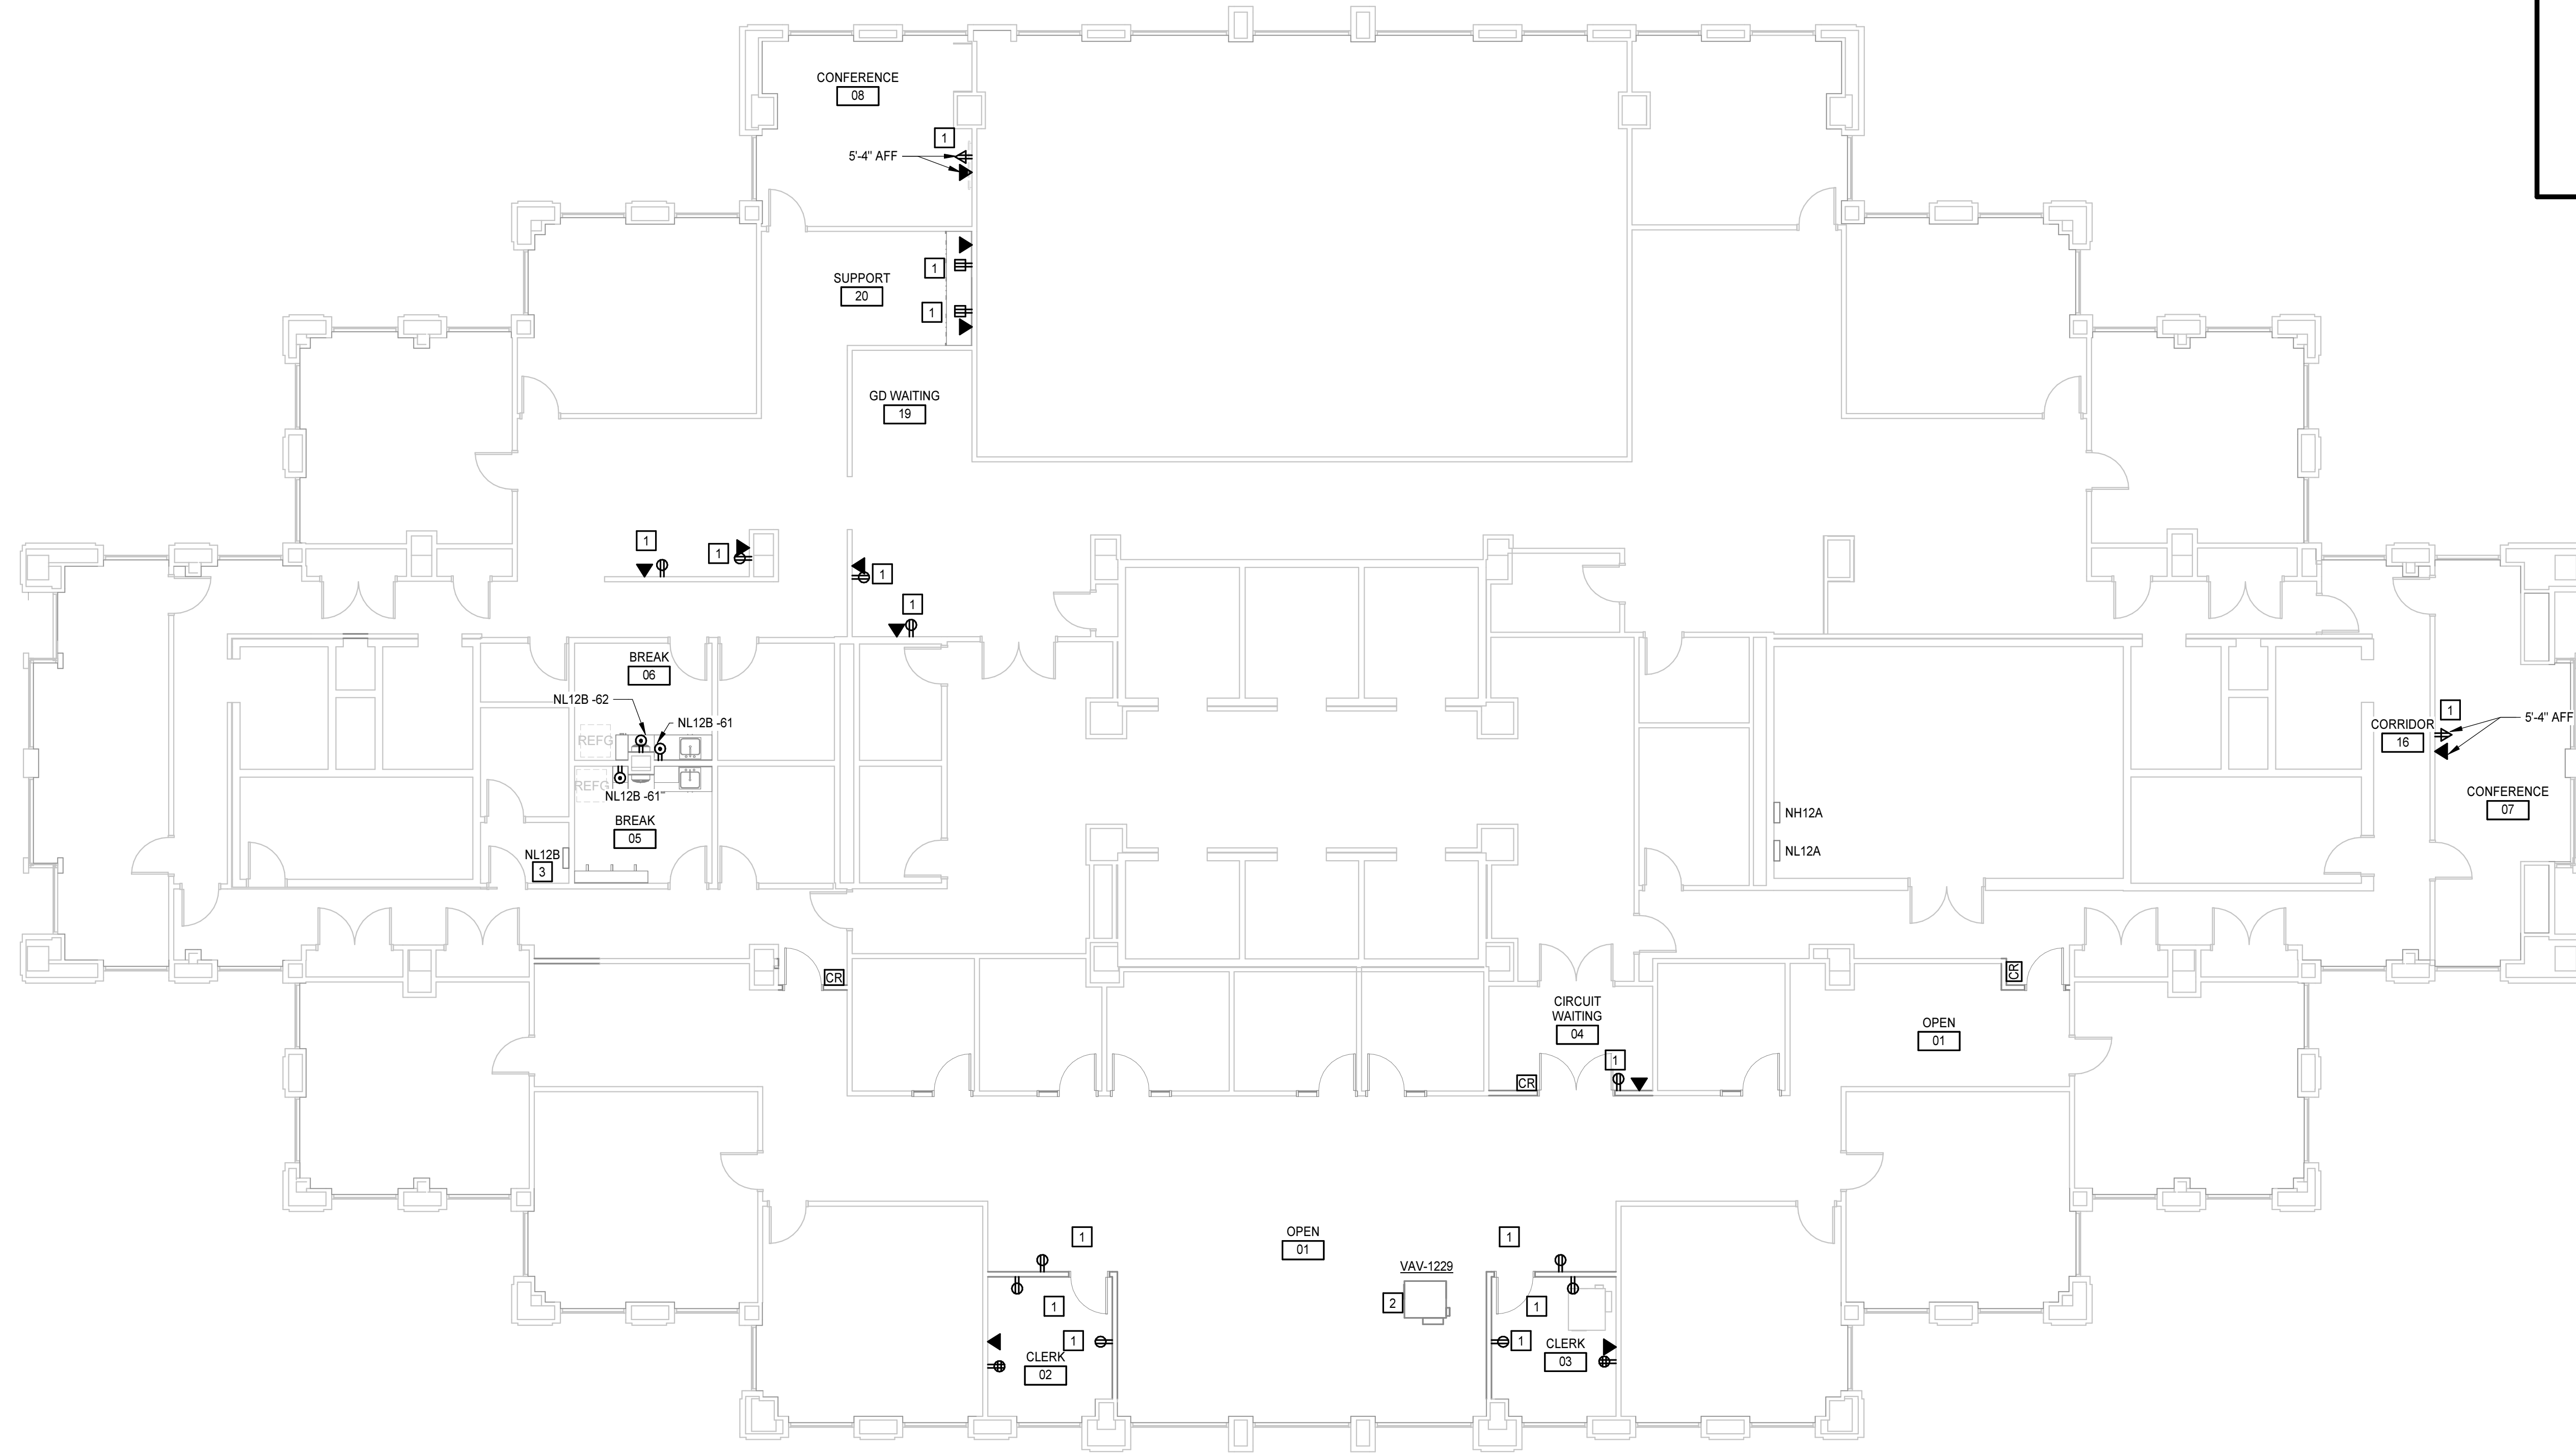 CONFERENCE
08
1
5'-4" AFF
1
SUPPORT
20
1
GD WAITING
19
1
1
1
1
BREAK
06
NL12B -62
NL12B -61
REFG
REFG
NL12B -61
BREAK
05
NL12B
3
1
5'-4" AFF
CORRIDOR
16
CONFERENCE
07
NH12A
NL12A
CR
CR
CIRCUIT
WAITING
04
OPEN
01
1
CR
1
OPEN
01
1
VAV-1229
2
1
1
1
1
CLERK
02
CLERK
03